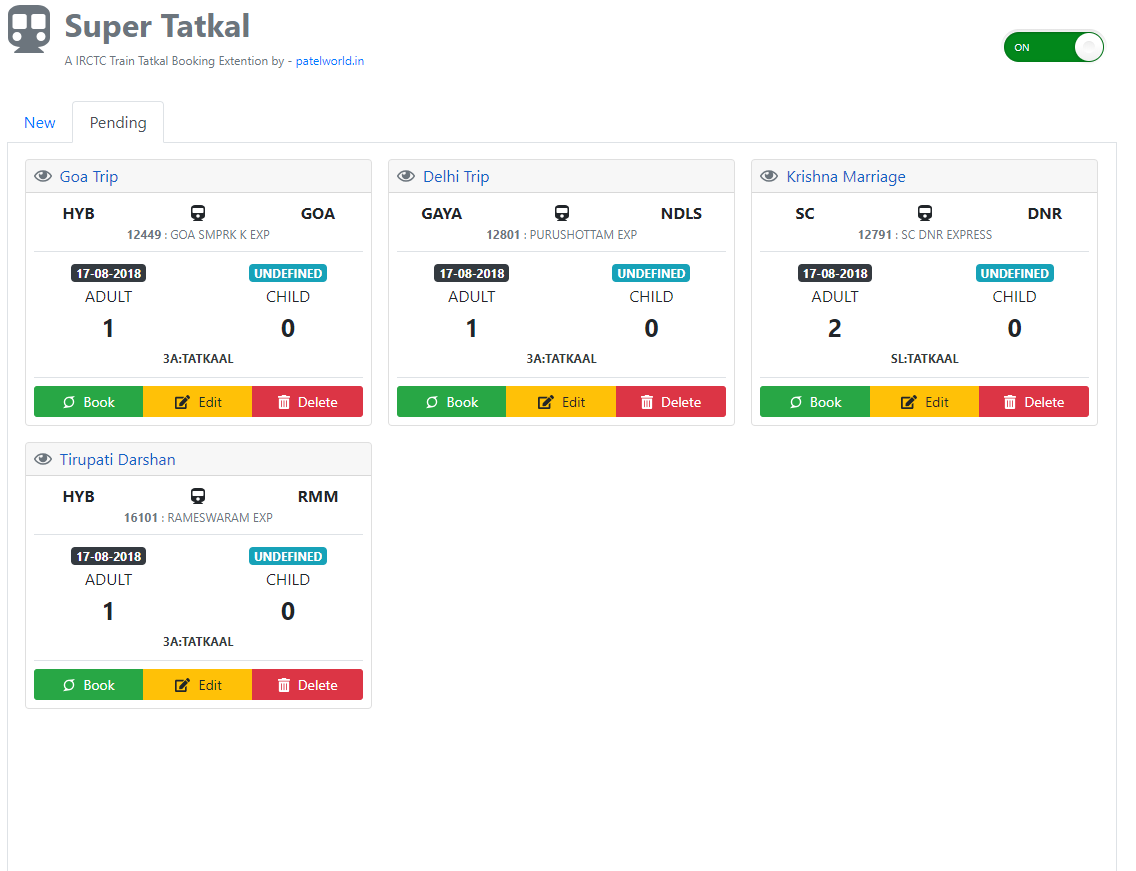 Super Tatkal
A IRCTC Train Tatkal Booking Extention by - patelworld.in
ON
New Pending
Goa Trip
HYB GOA
12449 : GOA SMPRK K EXP
17-08-2018 UNDEFINED
ADULT CHILD
1 0
3A:TATKAAL
Book Edit Delete
Delhi Trip
GAYA NDLS
12801 : PURUSHOTTAM EXP
17-08-2018 UNDEFINED
ADULT CHILD
1 0
3A:TATKAAL
Book Edit Delete
Krishna Marriage
SC DNR
12791 : SC DNR EXPRESS
17-08-2018 UNDEFINED
ADULT CHILD
2 0
SL:TATKAAL
Book Edit Delete
Tirupati Darshan
HYB RMM
16101 : RAMESWARAM EXP
17-08-2018 UNDEFINED
ADULT CHILD
1 0
3A:TATKAAL
Book Edit Delete